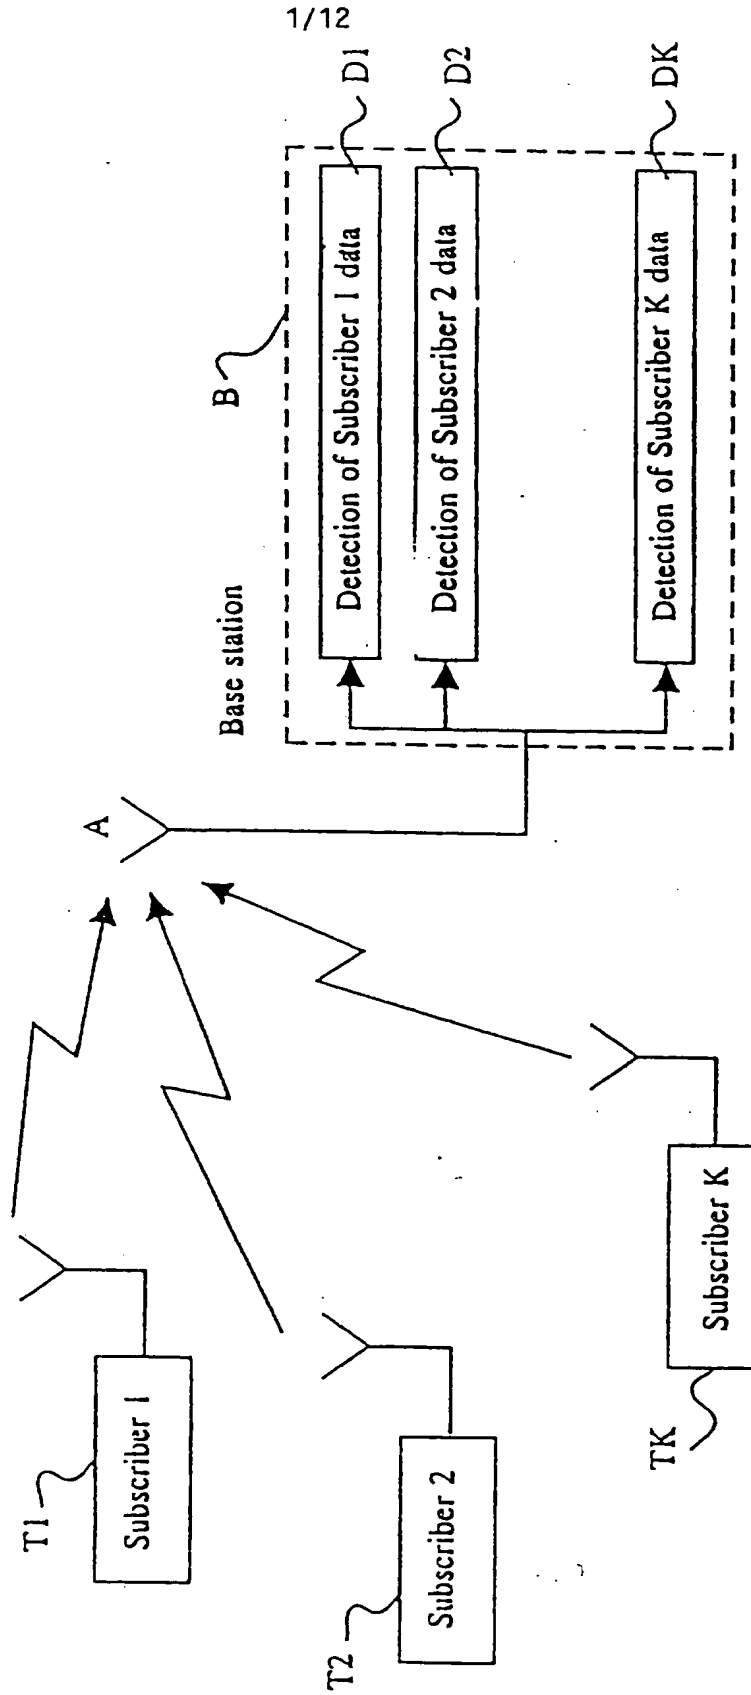 1/12
T1
Subscriber 1
T2
Subscriber 2
TK
Subscriber K
A
Base station
B
Detection of Subscriber 1 data
D1
Detection of Subscriber 2 data
D2
Detection of Subscriber K data
DK